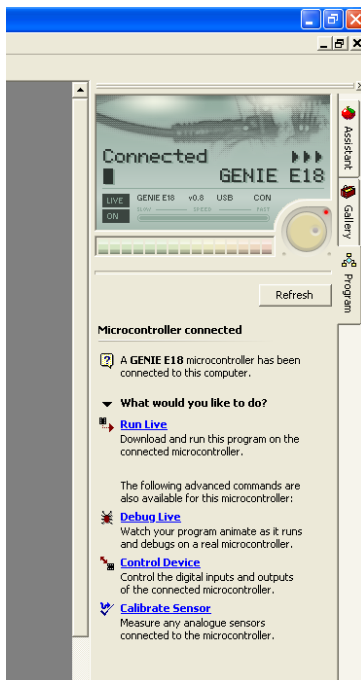 Connected
GENIE E18
LIVE GENIE E18 v0.8 USB CON
SLOW SPEED FAST
ON
Assistant
Gallery
Program
Refresh
Microcontroller connected
A GENIE E18 microcontroller has been
connected to this computer.
What would you like to do?
Run Live
Download and run this program on the
connected microcontroller.
The following advanced commands are
also available for this microcontroller:
Debug Live
Watch your program animate as it runs
and debugs on a real microcontroller.
Control Device
Control the digital inputs and outputs
of the connected microcontroller.
Calibrate Sensor
Measure any analogue sensors
connected to the microcontroller.